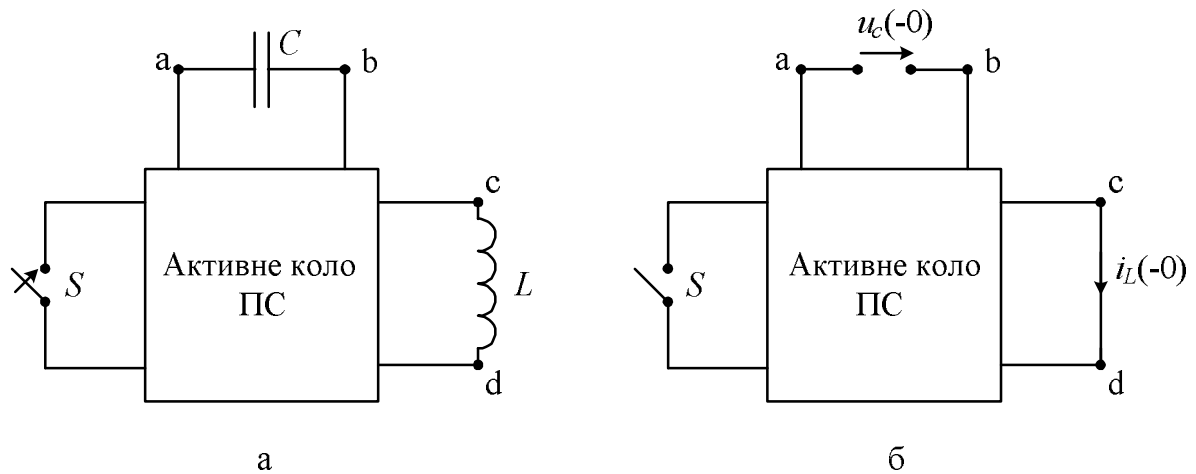 C
a
b
c
Активне коло
ПС
S
L
d
а
u_c(-0)
a
b
c
Активне коло
ПС
S
i_L(-0)
d
б